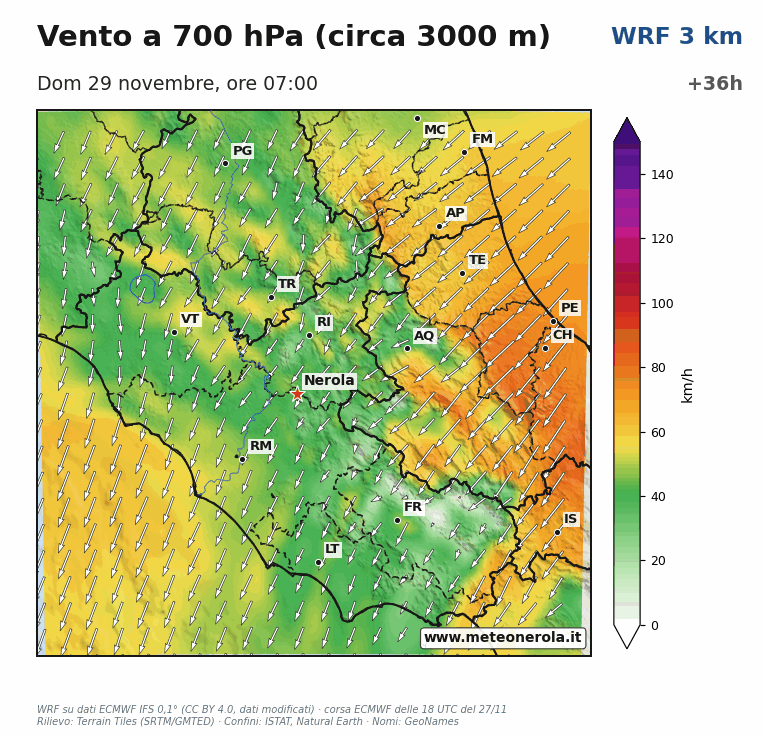 Vento a 700 hPa (circa 3000 m)
WRF 3 km
Dom 29 novembre, ore 07:00
+36h
MC
FM
PG
AP
TE
TR
PE
VT
RI
CH
AQ
Nerola
RM
FR
IS
LT
www.meteonerola.it
140
120
100
80
60
40
20
0
km/h
WRF su dati ECMWF IFS 0,1° (CC BY 4.0, dati modificati) · corsa ECMWF delle 18 UTC del 27/11
Rilievo: Terrain Tiles (SRTM/GMTED) · Confini: ISTAT, Natural Earth · Nomi: GeoNames